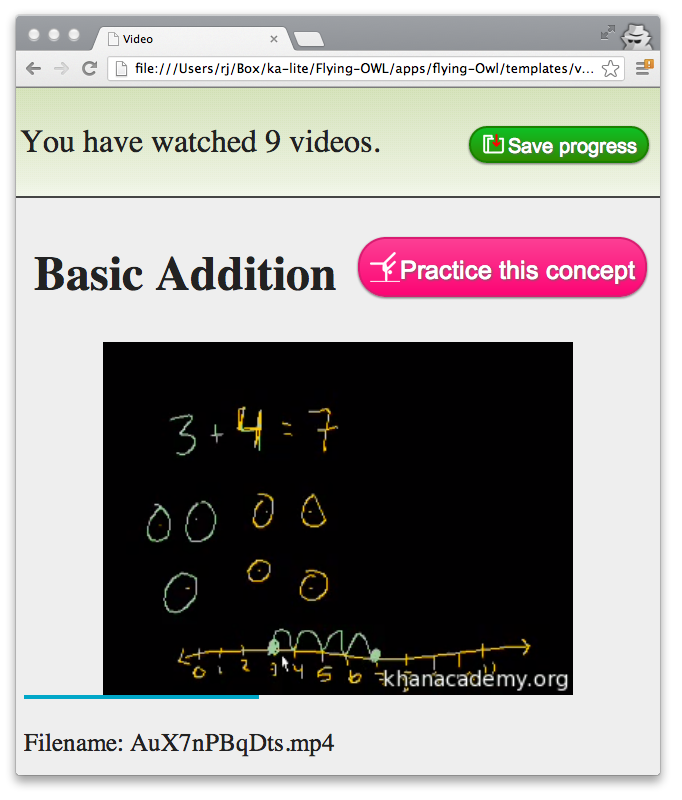 Video
file:///Users/rj/Box/ka-lite/Flying-OWL/apps/flying-Owl/templates/v...
You have watched 9 videos.
Save progress
Basic Addition
Practice this concept
3 + 4 = 7
0 1 2 3 4 5 6 7
khanacademy.org
Filename: AuX7nPBqDts.mp4